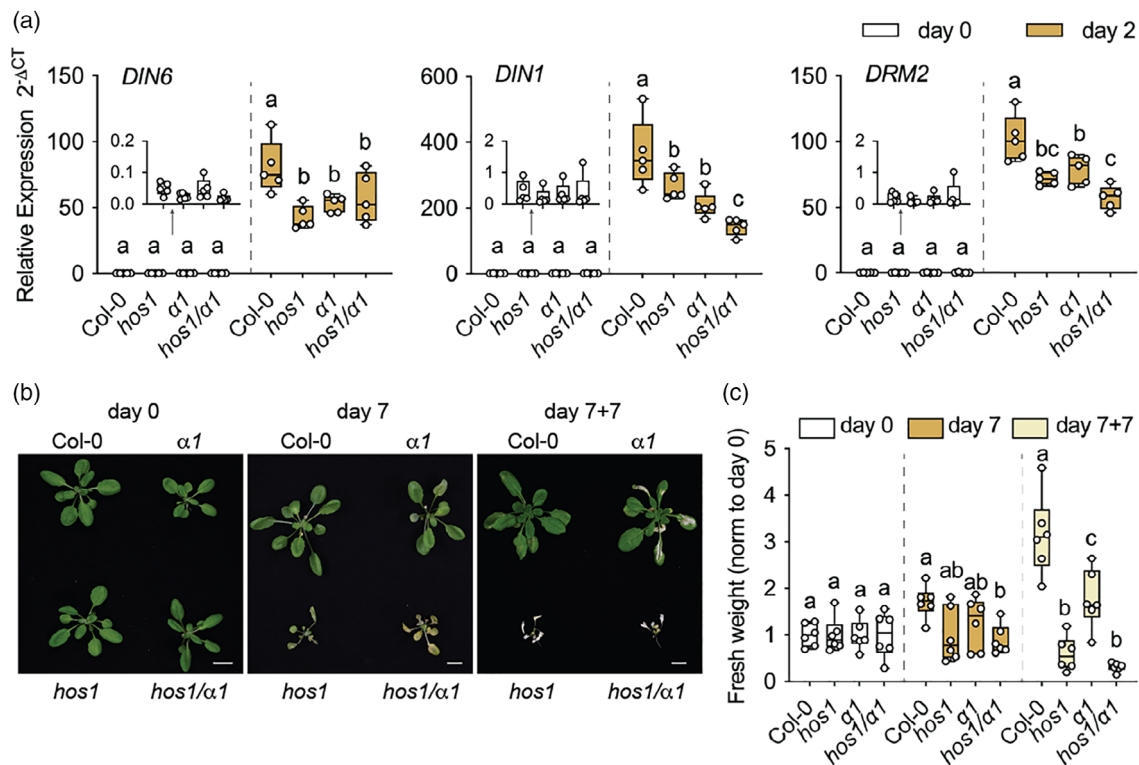 (a)
day 0 day 2
Relative Expression 2^-ΔCT
DIN6
150
100
50
0
0.2
0.1
0.0
a a a a
a b b b
Col-0 hos1 α1 hos1/α1 Col-0 hos1 α1 hos1/α1
DIN1
600
400
200
0
2
1
0
a a a a
a b b c
Col-0 hos1 α1 hos1/α1 Col-0 hos1 α1 hos1/α1
DRM2
150
100
50
0
2
1
0
a a a a
a bc b c
Col-0 hos1 α1 hos1/α1 Col-0 hos1 α1 hos1/α1
(b)
day 0 day 7 day 7+7
Col-0 α1 Col-0 α1 Col-0 α1
hos1 hos1/α1 hos1 hos1/α1 hos1 hos1/α1
(c)
day 0 day 7 day 7+7
Fresh weight (norm to day 0)
5
4
3
2
1
0
a a a a
a ab ab b
a b c b
Col-0 hos1 α1 hos1/α1 Col-0 hos1 α1 hos1/α1 Col-0 hos1 α1 hos1/α1